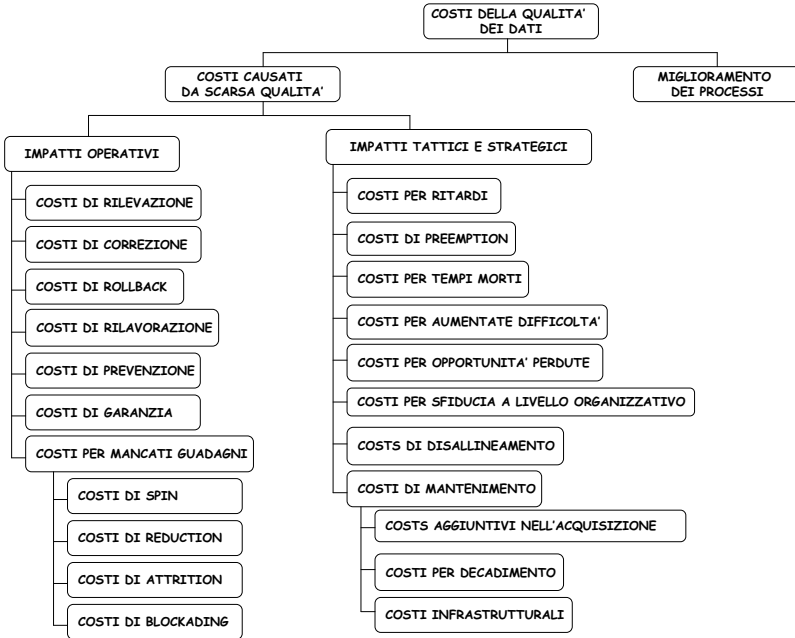 COSTI DELLA QUALITA'
DEI DATI
COSTI CAUSATI
DA SCARSA QUALITA'
MIGLIORAMENTO
DEI PROCESSI
IMPATTI OPERATIVI
COSTI DI RILEVAZIONE
COSTI DI CORREZIONE
COSTI DI ROLLBACK
COSTI DI RILAVORAZIONE
COSTI DI PREVENZIONE
COSTI DI GARANZIA
COSTI PER MANCATI GUADAGNI
COSTI DI SPIN
COSTI DI REDUCTION
COSTI DI ATTRITION
COSTI DI BLOCKADING
IMPATTI TATTICI E STRATEGICI
COSTI PER RITARDI
COSTI DI PREEMPTION
COSTI PER TEMPI MORTI
COSTI PER AUMENTATE DIFFICOLTA'
COSTI PER OPPORTUNITA' PERDUTE
COSTI PER SFIDUCIA A LIVELLO ORGANIZZATIVO
COSTS DI DISALLINEAMENTO
COSTI DI MANTENIMENTO
COSTS AGGIUNTIVI NELL'ACQUISIZIONE
COSTI PER DECADIMENTO
COSTI INFRASTRUTTURALI